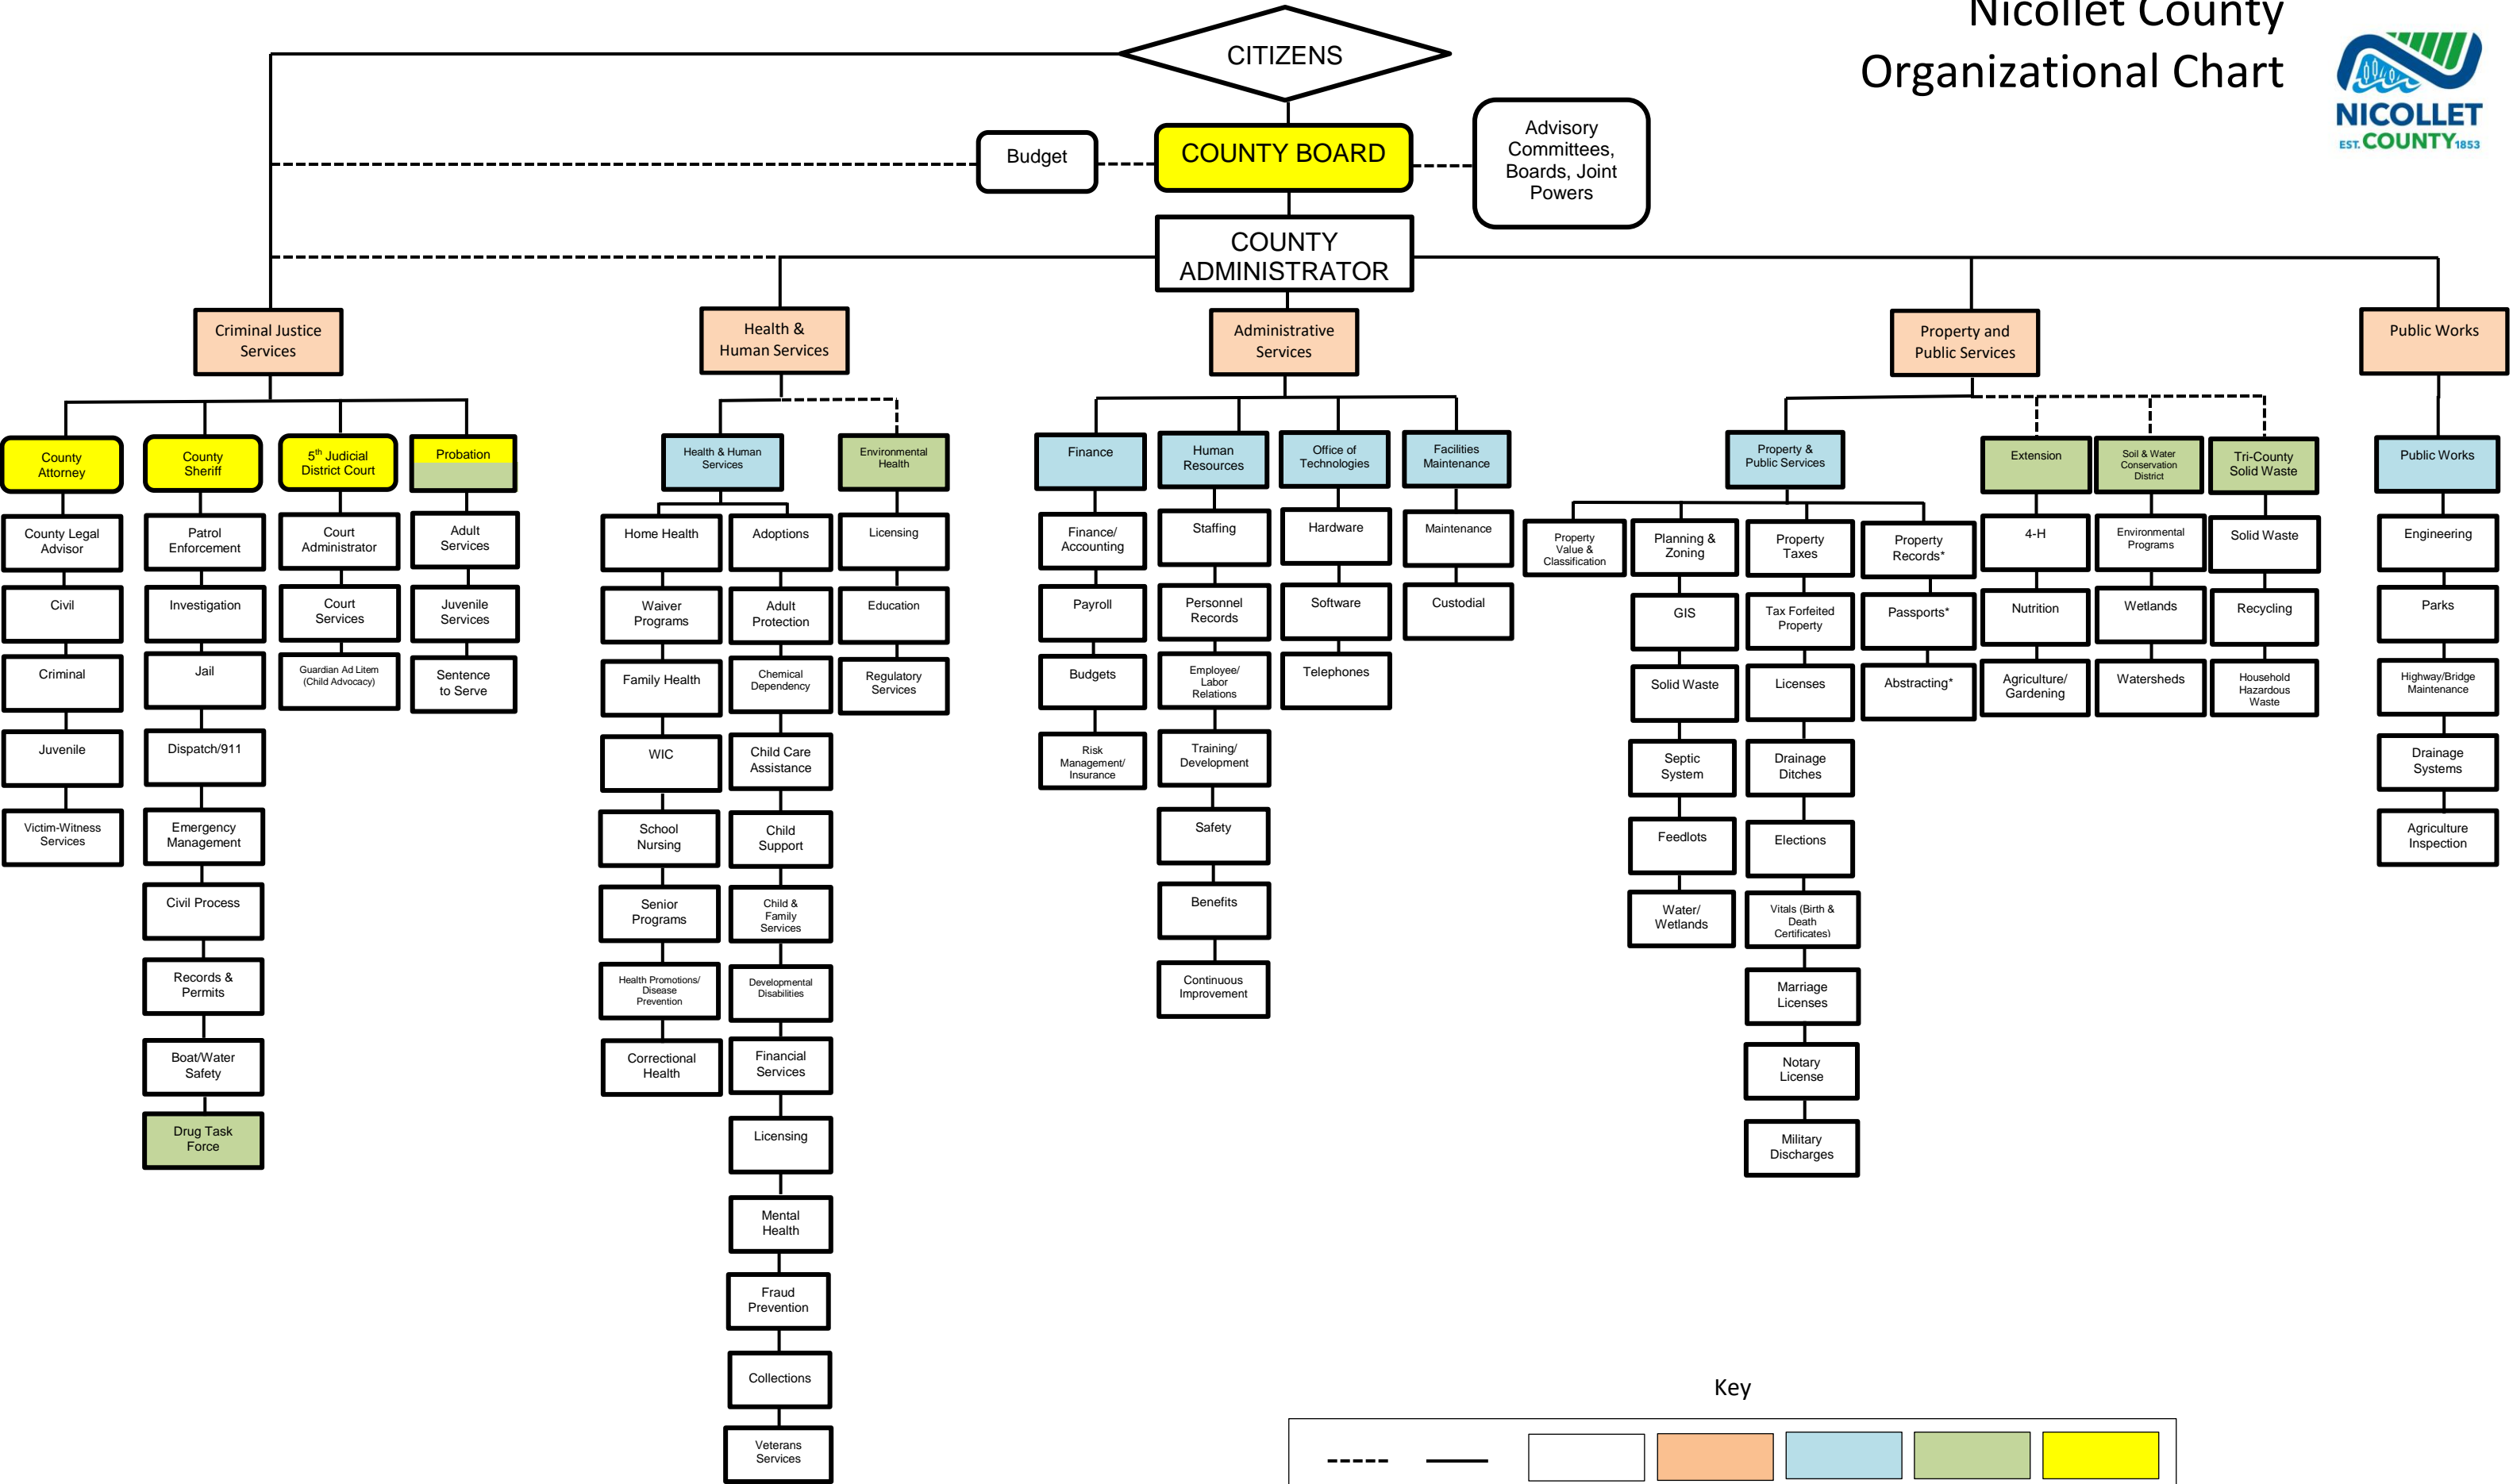 Nicollet County
Organizational Chart
NICOLLET
EST. COUNTY 1853
CITIZENS
Budget
COUNTY BOARD
Advisory
Committees,
Boards, Joint
Powers
COUNTY
ADMINISTRATOR
Criminal Justice
Services
Health &
Human Services
Administrative
Services
Property and
Public Services
Public Works
County
Attorney
County Legal
Advisor
Civil
Criminal
Juvenile
Victim-Witness
Services
County
Sheriff
Patrol
Enforcement
Investigation
Jail
Dispatch/911
Emergency
Management
Civil Process
Records &
Permits
Boat/Water
Safety
Drug Task
Force
5th Judicial
District Court
Court
Administrator
Court
Services
Guardian Ad Litem
(Child Advocacy)
Probation
Adult
Services
Juvenile
Services
Sentence
to Serve
Health & Human
Services
Home Health
Waiver
Programs
Family Health
WIC
School
Nursing
Senior
Programs
Health Promotions/
Disease
Prevention
Correctional
Health
Adoptions
Adult
Protection
Chemical
Dependency
Child Care
Assistance
Child
Support
Child &
Family
Services
Developmental
Disabilities
Financial
Services
Licensing
Mental
Health
Fraud
Prevention
Collections
Veterans
Services
Environmental
Health
Licensing
Education
Regulatory
Services
Finance
Finance/
Accounting
Payroll
Budgets
Risk
Management/
Insurance
Human
Resources
Staffing
Personnel
Records
Employee/
Labor
Relations
Training/
Development
Safety
Benefits
Continuous
Improvement
Office of
Technologies
Hardware
Software
Telephones
Facilities
Maintenance
Maintenance
Custodial
Property &
Public Services
Property
Value &
Classification
Planning &
Zoning
GIS
Solid Waste
Septic
System
Feedlots
Water/
Wetlands
Property
Taxes
Tax Forfeited
Property
Licenses
Drainage
Ditches
Elections
Vitals (Birth &
Death
Certificates)
Marriage
Licenses
Notary
License
Military
Discharges
Property
Records*
Passports*
Abstracting*
Extension
4-H
Nutrition
Agriculture/
Gardening
Soil & Water
Conservation
District
Environmental
Programs
Wetlands
Watersheds
Tri-County
Solid Waste
Solid Waste
Recycling
Household
Hazardous
Waste
Public Works
Engineering
Parks
Highway/Bridge
Maintenance
Drainage
Systems
Agriculture
Inspection
Key